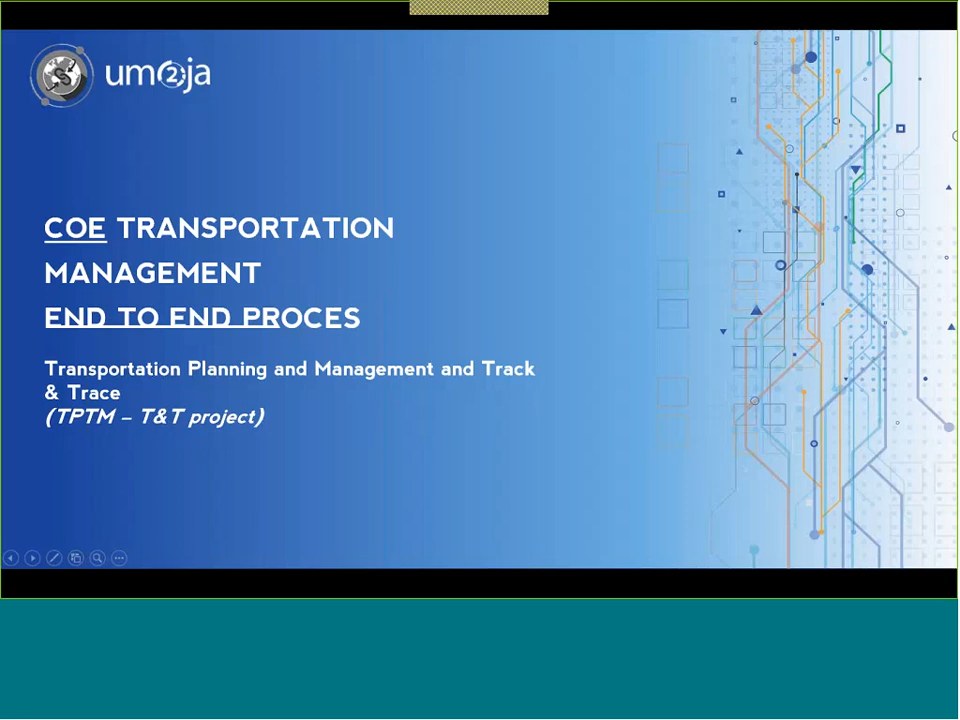 um2ja
COE TRANSPORTATION
MANAGEMENT
END TO END PROCES
Transportation Planning and Management and Track
& Trace
(TPTM – T&T project)